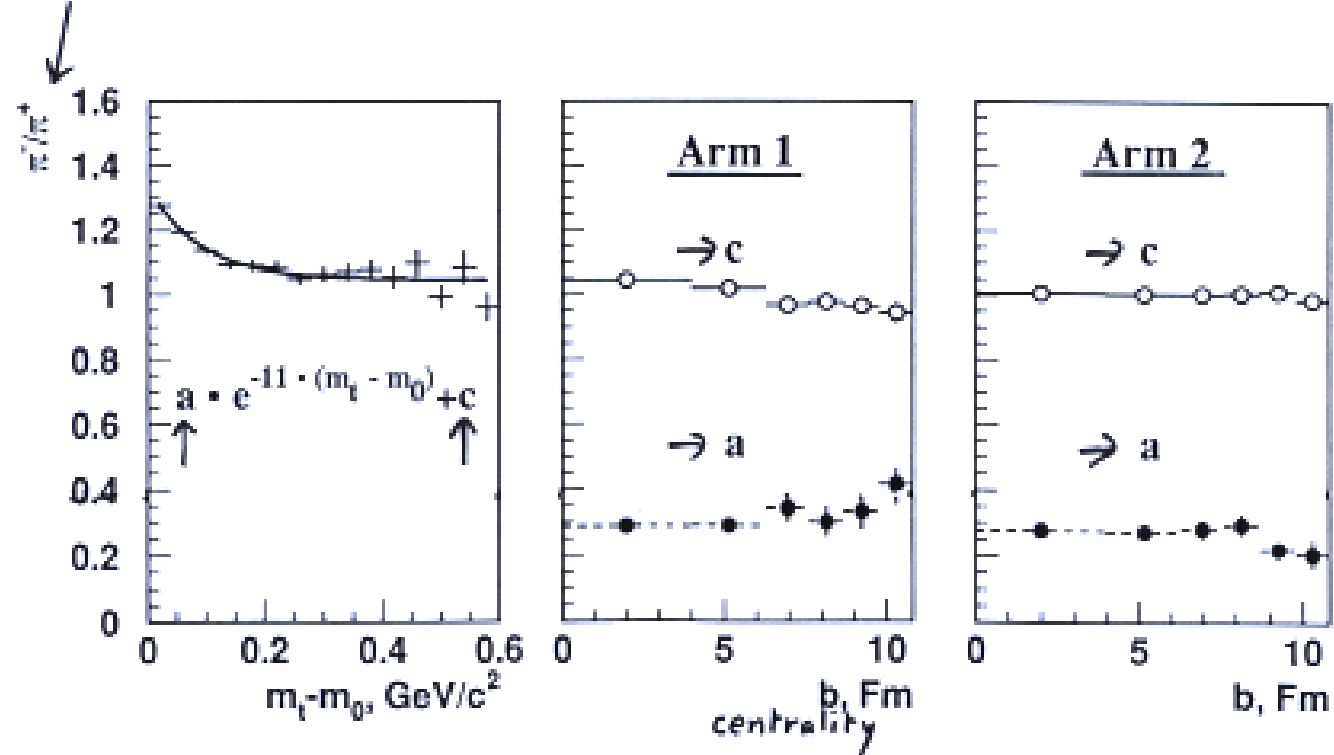 π⁻/π⁺
1.6
1.4
1.2
1
0.8
0.6
0.4
0.2
0
a • e^-11 • (m_t - m_0) +c
0 0.2 0.4 0.6
m_t-m_0, GeV/c²
Arm 1
→ c
→ a
0 5 10
b, Fm
centrality
Arm 2
→ c
→ a
0 5 10
b, Fm